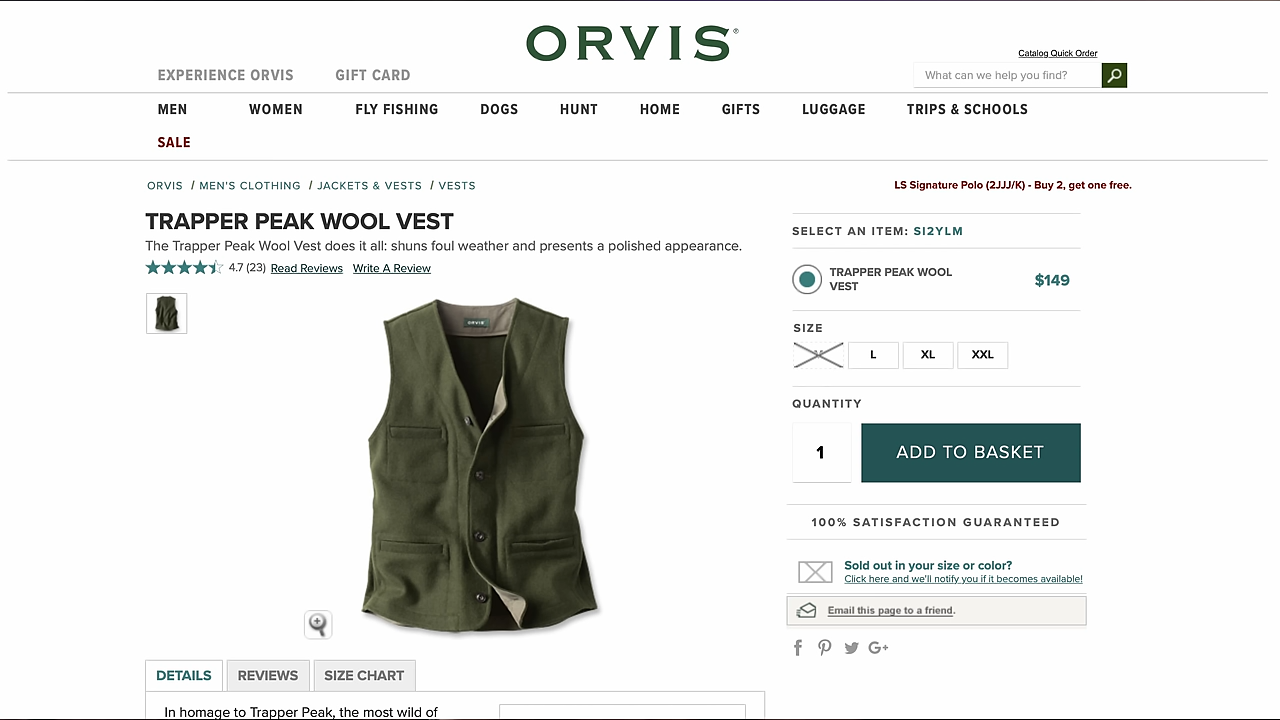 ORVIS®
Catalog Quick Order
EXPERIENCE ORVIS GIFT CARD
What can we help you find?
MEN WOMEN FLY FISHING DOGS HUNT HOME GIFTS LUGGAGE TRIPS & SCHOOLS
SALE
ORVIS / MEN'S CLOTHING / JACKETS & VESTS / VESTS
LS Signature Polo (2JJJ/K) - Buy 2, get one free.
TRAPPER PEAK WOOL VEST
The Trapper Peak Wool Vest does it all: shuns foul weather and presents a polished appearance.
4.7 (23) Read Reviews Write A Review
ORVIS
SELECT AN ITEM: SI2YLM
TRAPPER PEAK WOOL
VEST
$149
SIZE
L XL XXL
QUANTITY
1 ADD TO BASKET
100% SATISFACTION GUARANTEED
Sold out in your size or color?
Click here and we'll notify you if it becomes available!
Email this page to a friend.
G+
DETAILS REVIEWS SIZE CHART
In homage to Trapper Peak, the most wild of